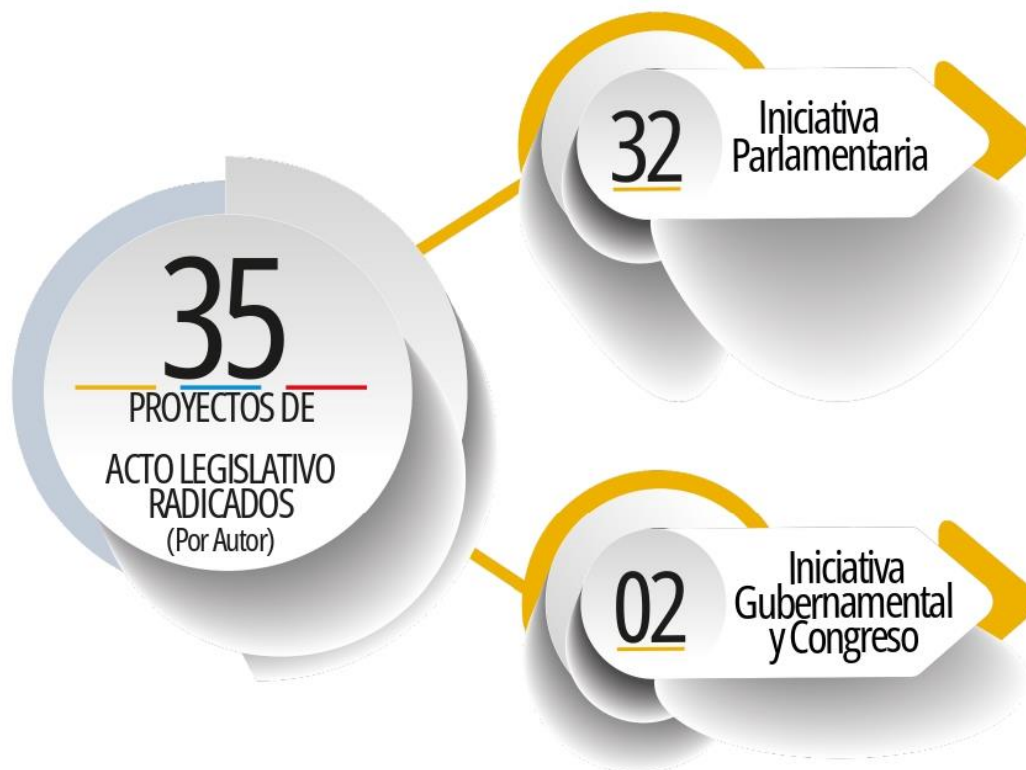 35
PROYECTOS DE
ACTO LEGISLATIVO
RADICADOS
(Por Autor)
32
Iniciativa
Parlamentaria
02
Iniciativa
Gubernamental
y Congreso